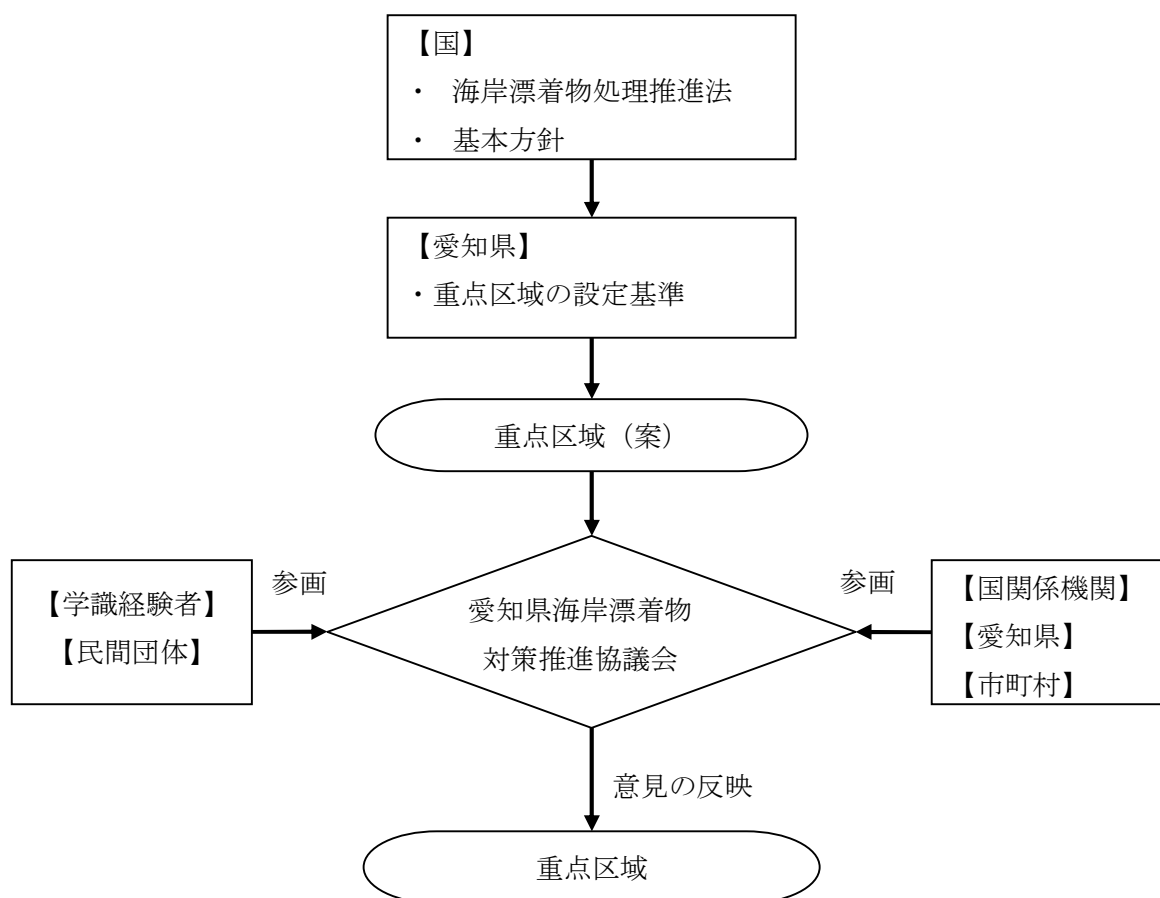 【国】
・ 海岸漂着物処理推進法
・ 基本方針
【愛知県】
・重点区域の設定基準
重点区域（案）
【学識経験者】
【民間団体】
参画
愛知県海岸漂着物
対策推進協議会
参画
【国関係機関】
【愛知県】
【市町村】
意見の反映
重点区域